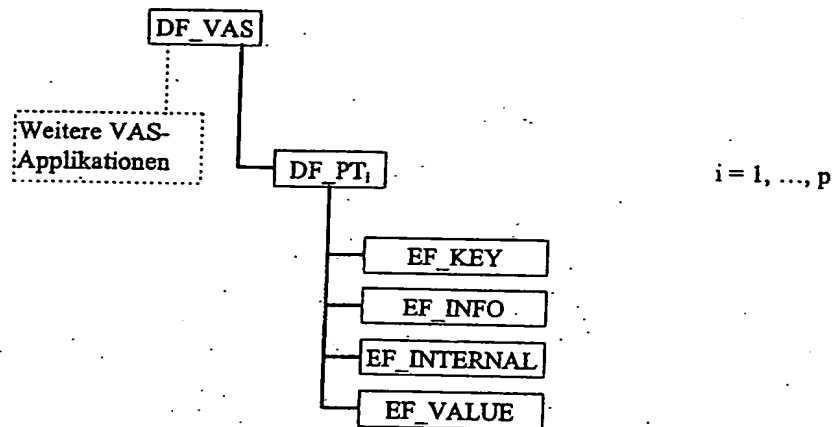 DF_VAS
Weitere VAS-
Applikationen
DF_PTi
i = 1, ..., p
EF_KEY
EF_INFO
EF_INTERNAL
EF_VALUE